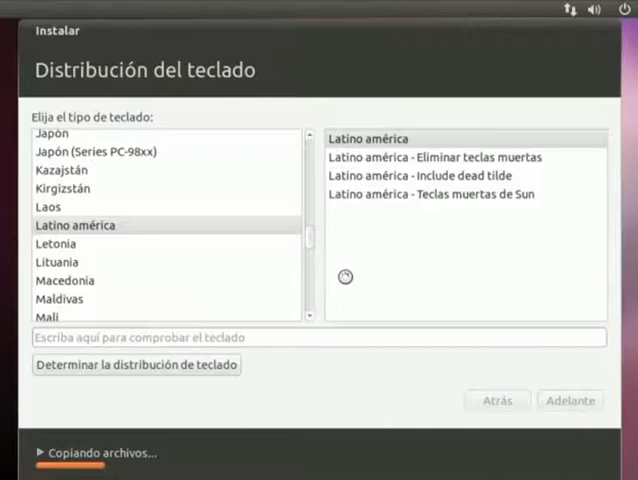 Instalar
Distribución del teclado
Elija el tipo de teclado:
Japón
Japón (Series PC-98xx)
Kazajstán
Kirgizstán
Laos
Latino américa
Letonia
Lituania
Macedonia
Maldivas
Mali
Latino américa
Latino américa - Eliminar teclas muertas
Latino américa - Include dead tilde
Latino américa - Teclas muertas de Sun
Escriba aquí para comprobar el teclado
Determinar la distribución de teclado
Atrás
Adelante
Copiando archivos...